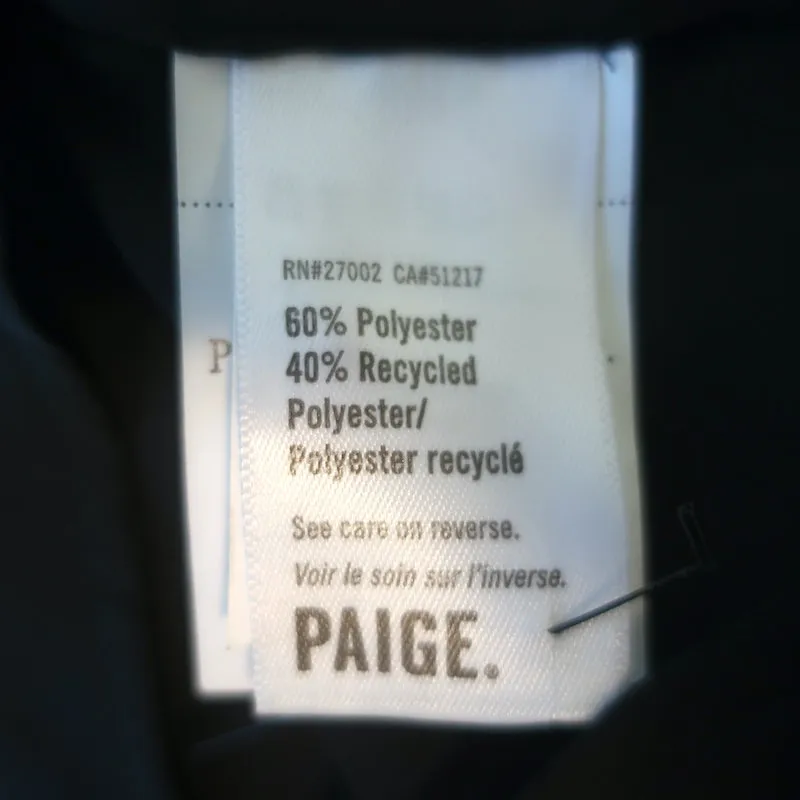 RN#27002 CA#51217
P
60% Polyester
40% Recycled
Polyester/
Polyester recyclé
See care on reverse.
Voir le soin sur l'inverse.
PAIGE.